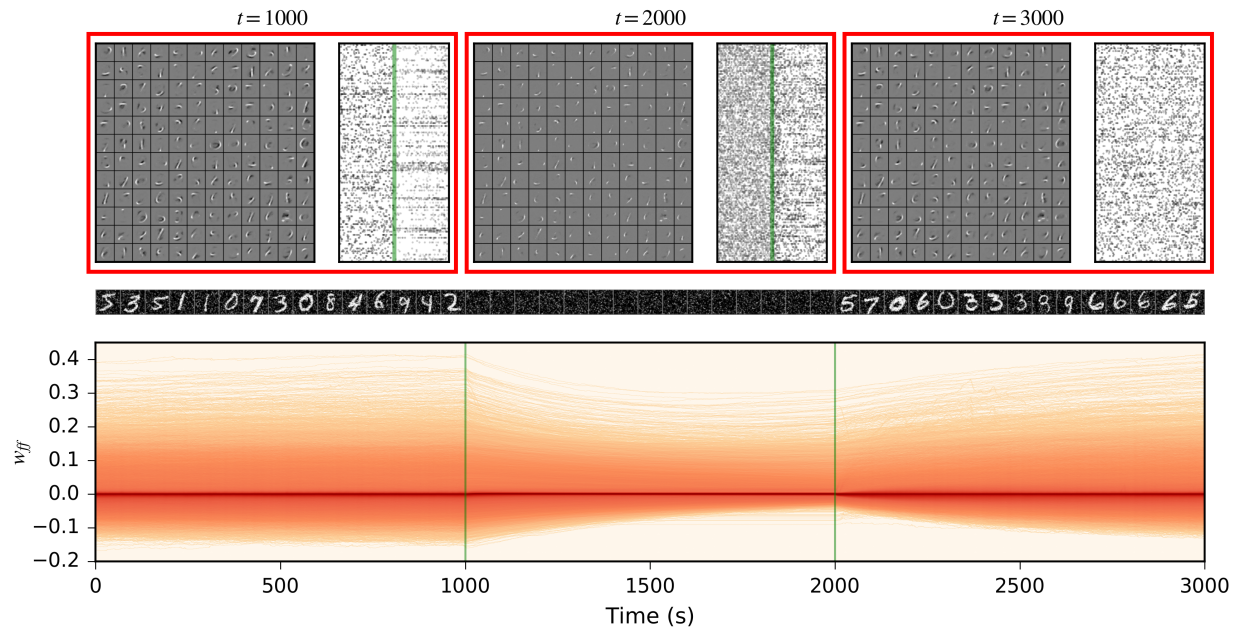 t = 1000
t = 2000
t = 3000
5 3 5 1 1 0 7 3 0 8 4 6 9 4 2
5 7 0 6 0 3 3 3 9 6 6 6 6 5
w_ff
0.4
0.3
0.2
0.1
0.0
−0.1
−0.2
0 500 1000 1500 2000 2500 3000
Time (s)